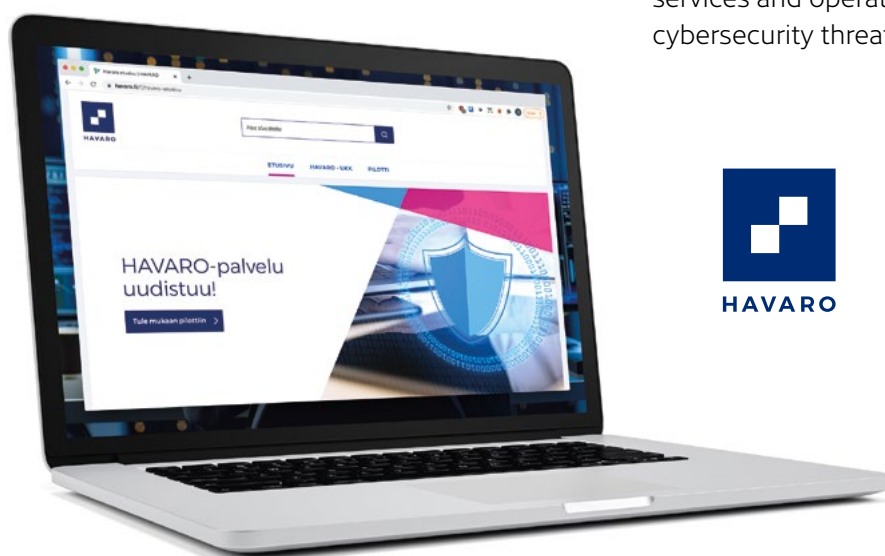 services and operat
cybersecurity threat
HAVARO
ETUSIVU HAVARO - UKK PILOTTI
HAVARO-palvelu
uudistuu!
Tule mukaan pilottiin
HAVARO